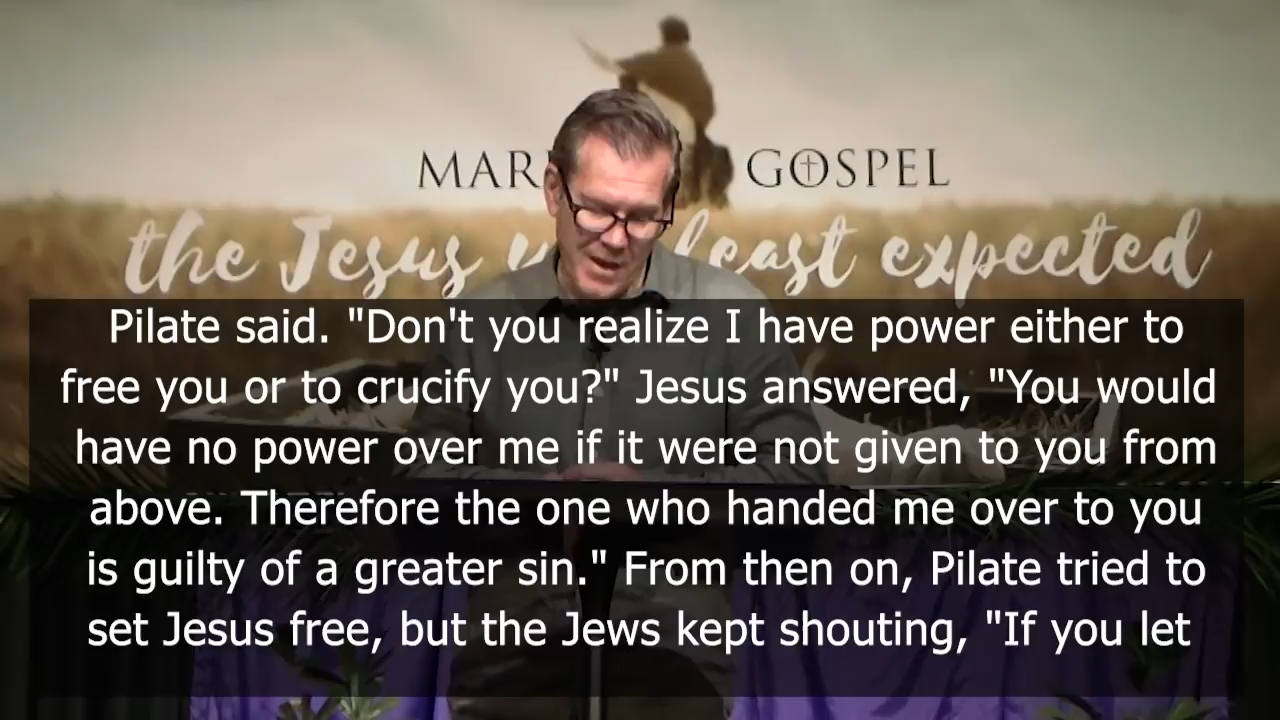 MAR GOSPEL
the Jesus least expected
Pilate said. "Don't you realize I have power either to
free you or to crucify you?" Jesus answered, "You would
have no power over me if it were not given to you from
above. Therefore the one who handed me over to you
is guilty of a greater sin." From then on, Pilate tried to
set Jesus free, but the Jews kept shouting, "If you let